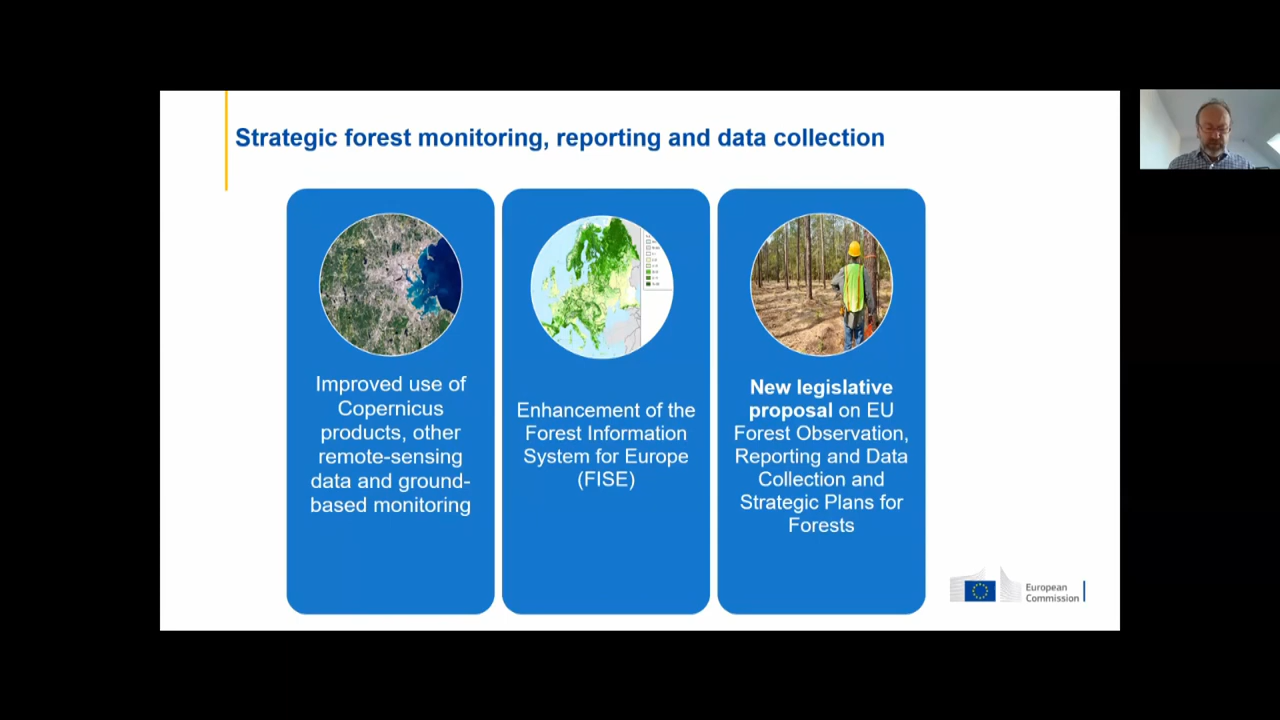 Strategic forest monitoring, reporting and data collection
Improved use of
Copernicus
products, other
remote-sensing
data and ground-
based monitoring
Enhancement of the
Forest Information
System for Europe
(FISE)
New legislative
proposal on EU
Forest Observation,
Reporting and Data
Collection and
Strategic Plans for
Forests
European
Commission